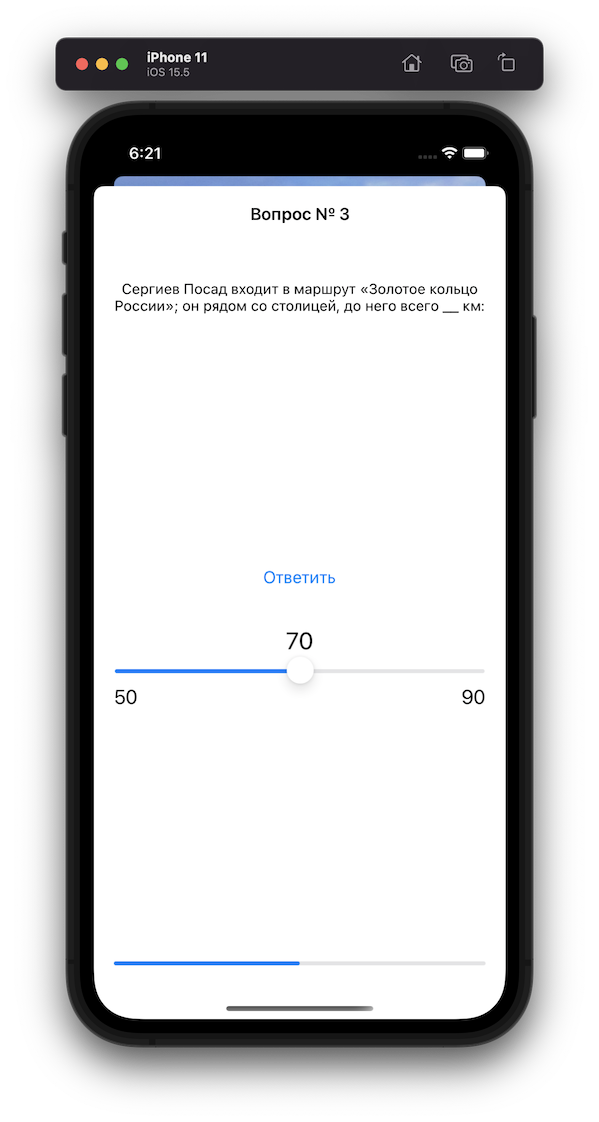 iPhone 11
iOS 15.5
6:21
Вопрос № 3
Сергиев Посад входит в маршрут «Золотое кольцо
России»; он рядом со столицей, до него всего __ км:
Ответить
70
50 90